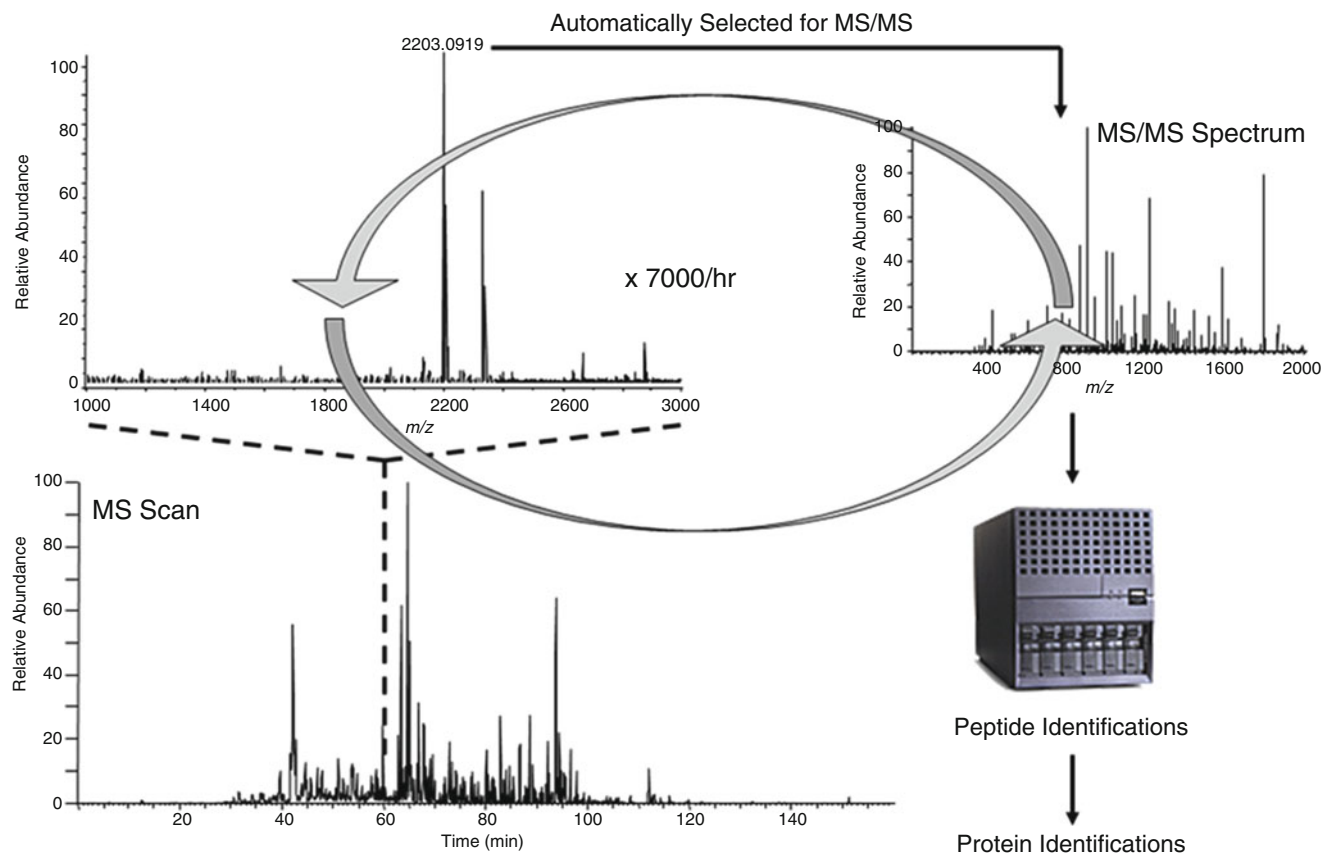 Automatically Selected for MS/MS
2203.0919
100
80
60
40
20
0
Relative Abundance
1000 1400 1800 2200 2600 3000
m/z
x 7000/hr
MS/MS Spectrum
100
80
60
40
20
0
Relative Abundance
400 800 1200 1600 2000
m/z
MS Scan
100
80
60
40
20
0
Relative Abundance
20 40 60 80 100 120 140
Time (min)
Peptide Identifications
Protein Identifications